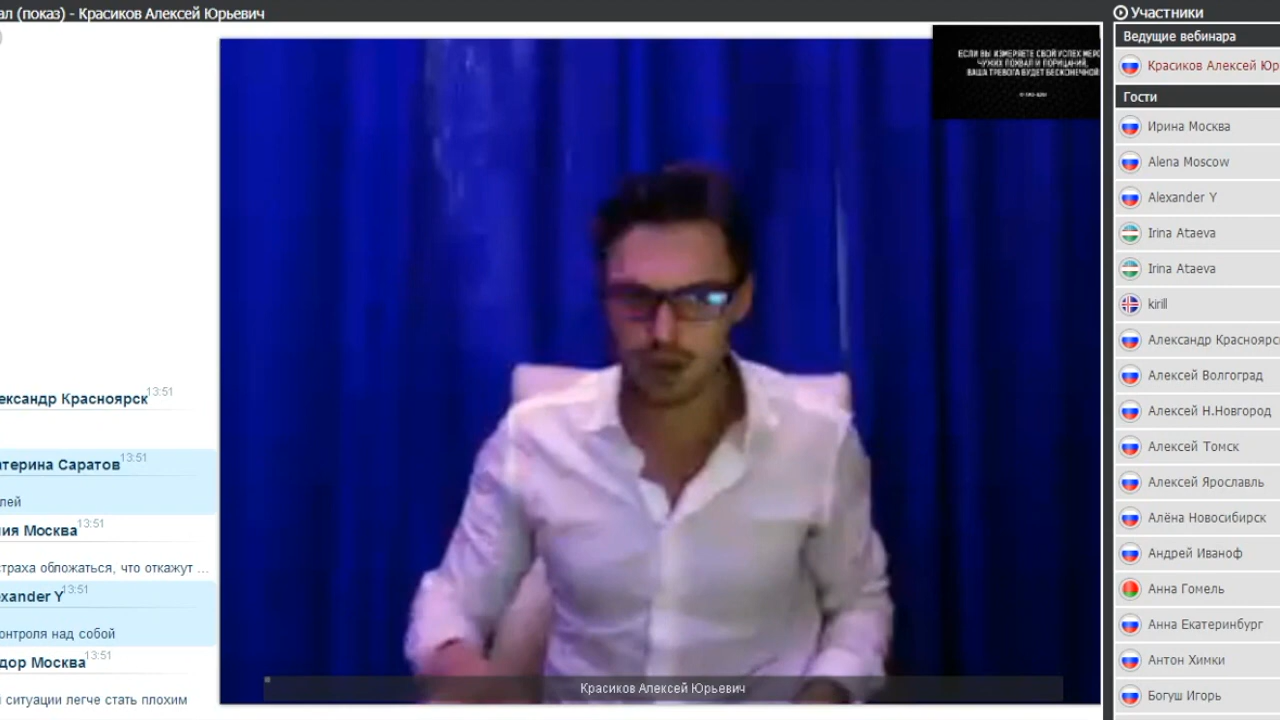 ал (показ) - Красиков Алексей Юрьевич
ександр Красноярск 13:51
атерина Саратов 13:51
лей
ия Москва 13:51
страха обложаться, что откажут ...
xander Y 13:51
онтроля над собой
дор Москва 13:51
ситуации легче стать плохим
ЕСЛИ ВЫ ИЗМЕРЯЕТЕ СВОЙ УСПЕХ МЕРО
ЧУЖИХ ПОХВАЛ И ПОРИЦАНИЙ,
ВАША ТРЕВОГА БУДЕТ БЕСКОНЕЧНОЙ
Красиков Алексей Юрьевич
Участники
Ведущие вебинара
Красиков Алексей Юр
Гости
Ирина Москва
Alena Moscow
Alexander Y
Irina Ataeva
Irina Ataeva
kirill
Александр Красноярс
Алексей Волгоград
Алексей Н.Новгород
Алексей Томск
Алексей Ярославль
Алёна Новосибирск
Андрей Иваноф
Анна Гомель
Анна Екатеринбург
Антон Химки
Богуш Игорь